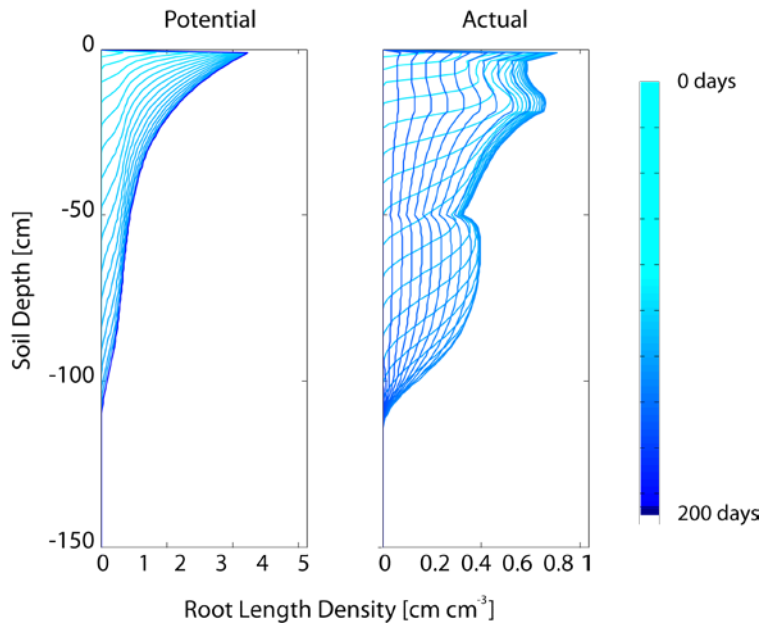 Potential
Actual
0
-50
-100
-150
Soil Depth [cm]
0 1 2 3 4 5
0 0.2 0.4 0.6 0.8 1
Root Length Density [cm cm⁻³]
0 days
200 days